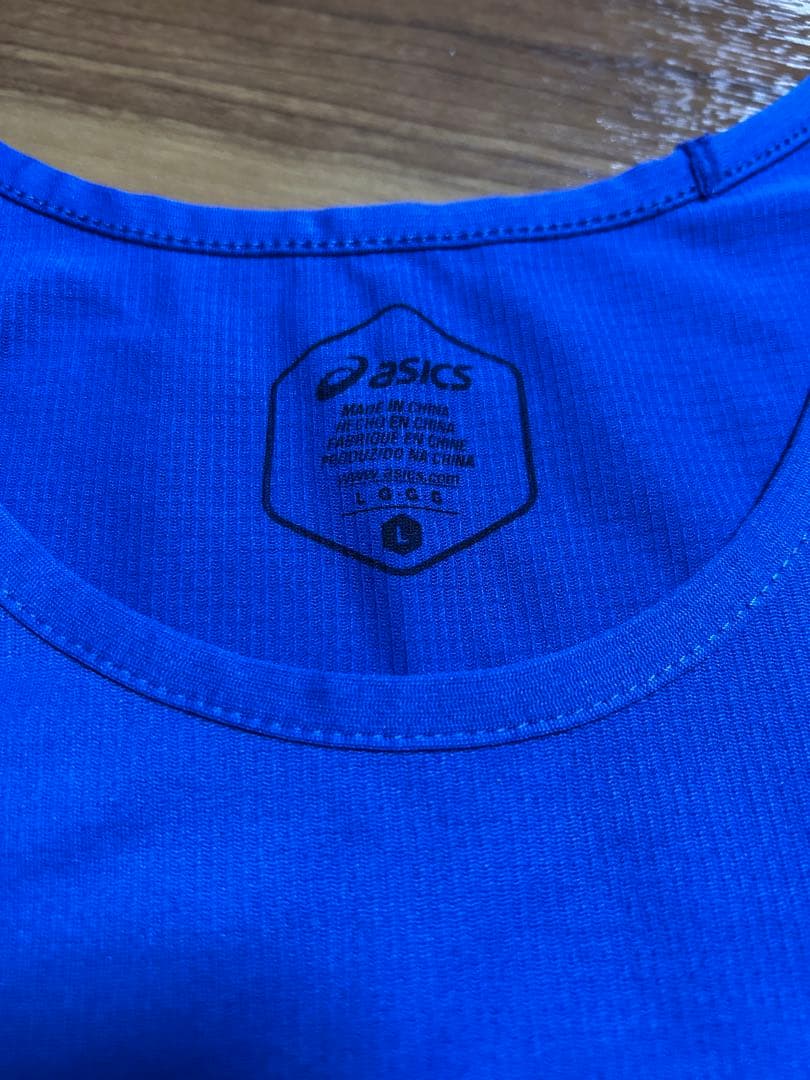 asics
MADE IN CHINA
HECHO EN CHINA
FABRIQUE EN CHINE
PRODUZIDO NA CHINA
www.asics.com
L G G G
L